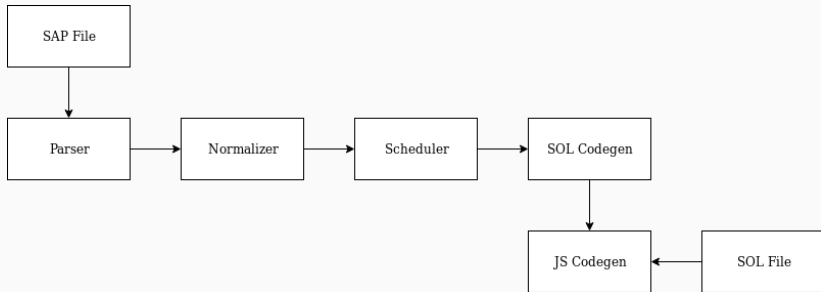 SAP File
Parser
Normalizer
Scheduler
SOL Codegen
JS Codegen
SOL File